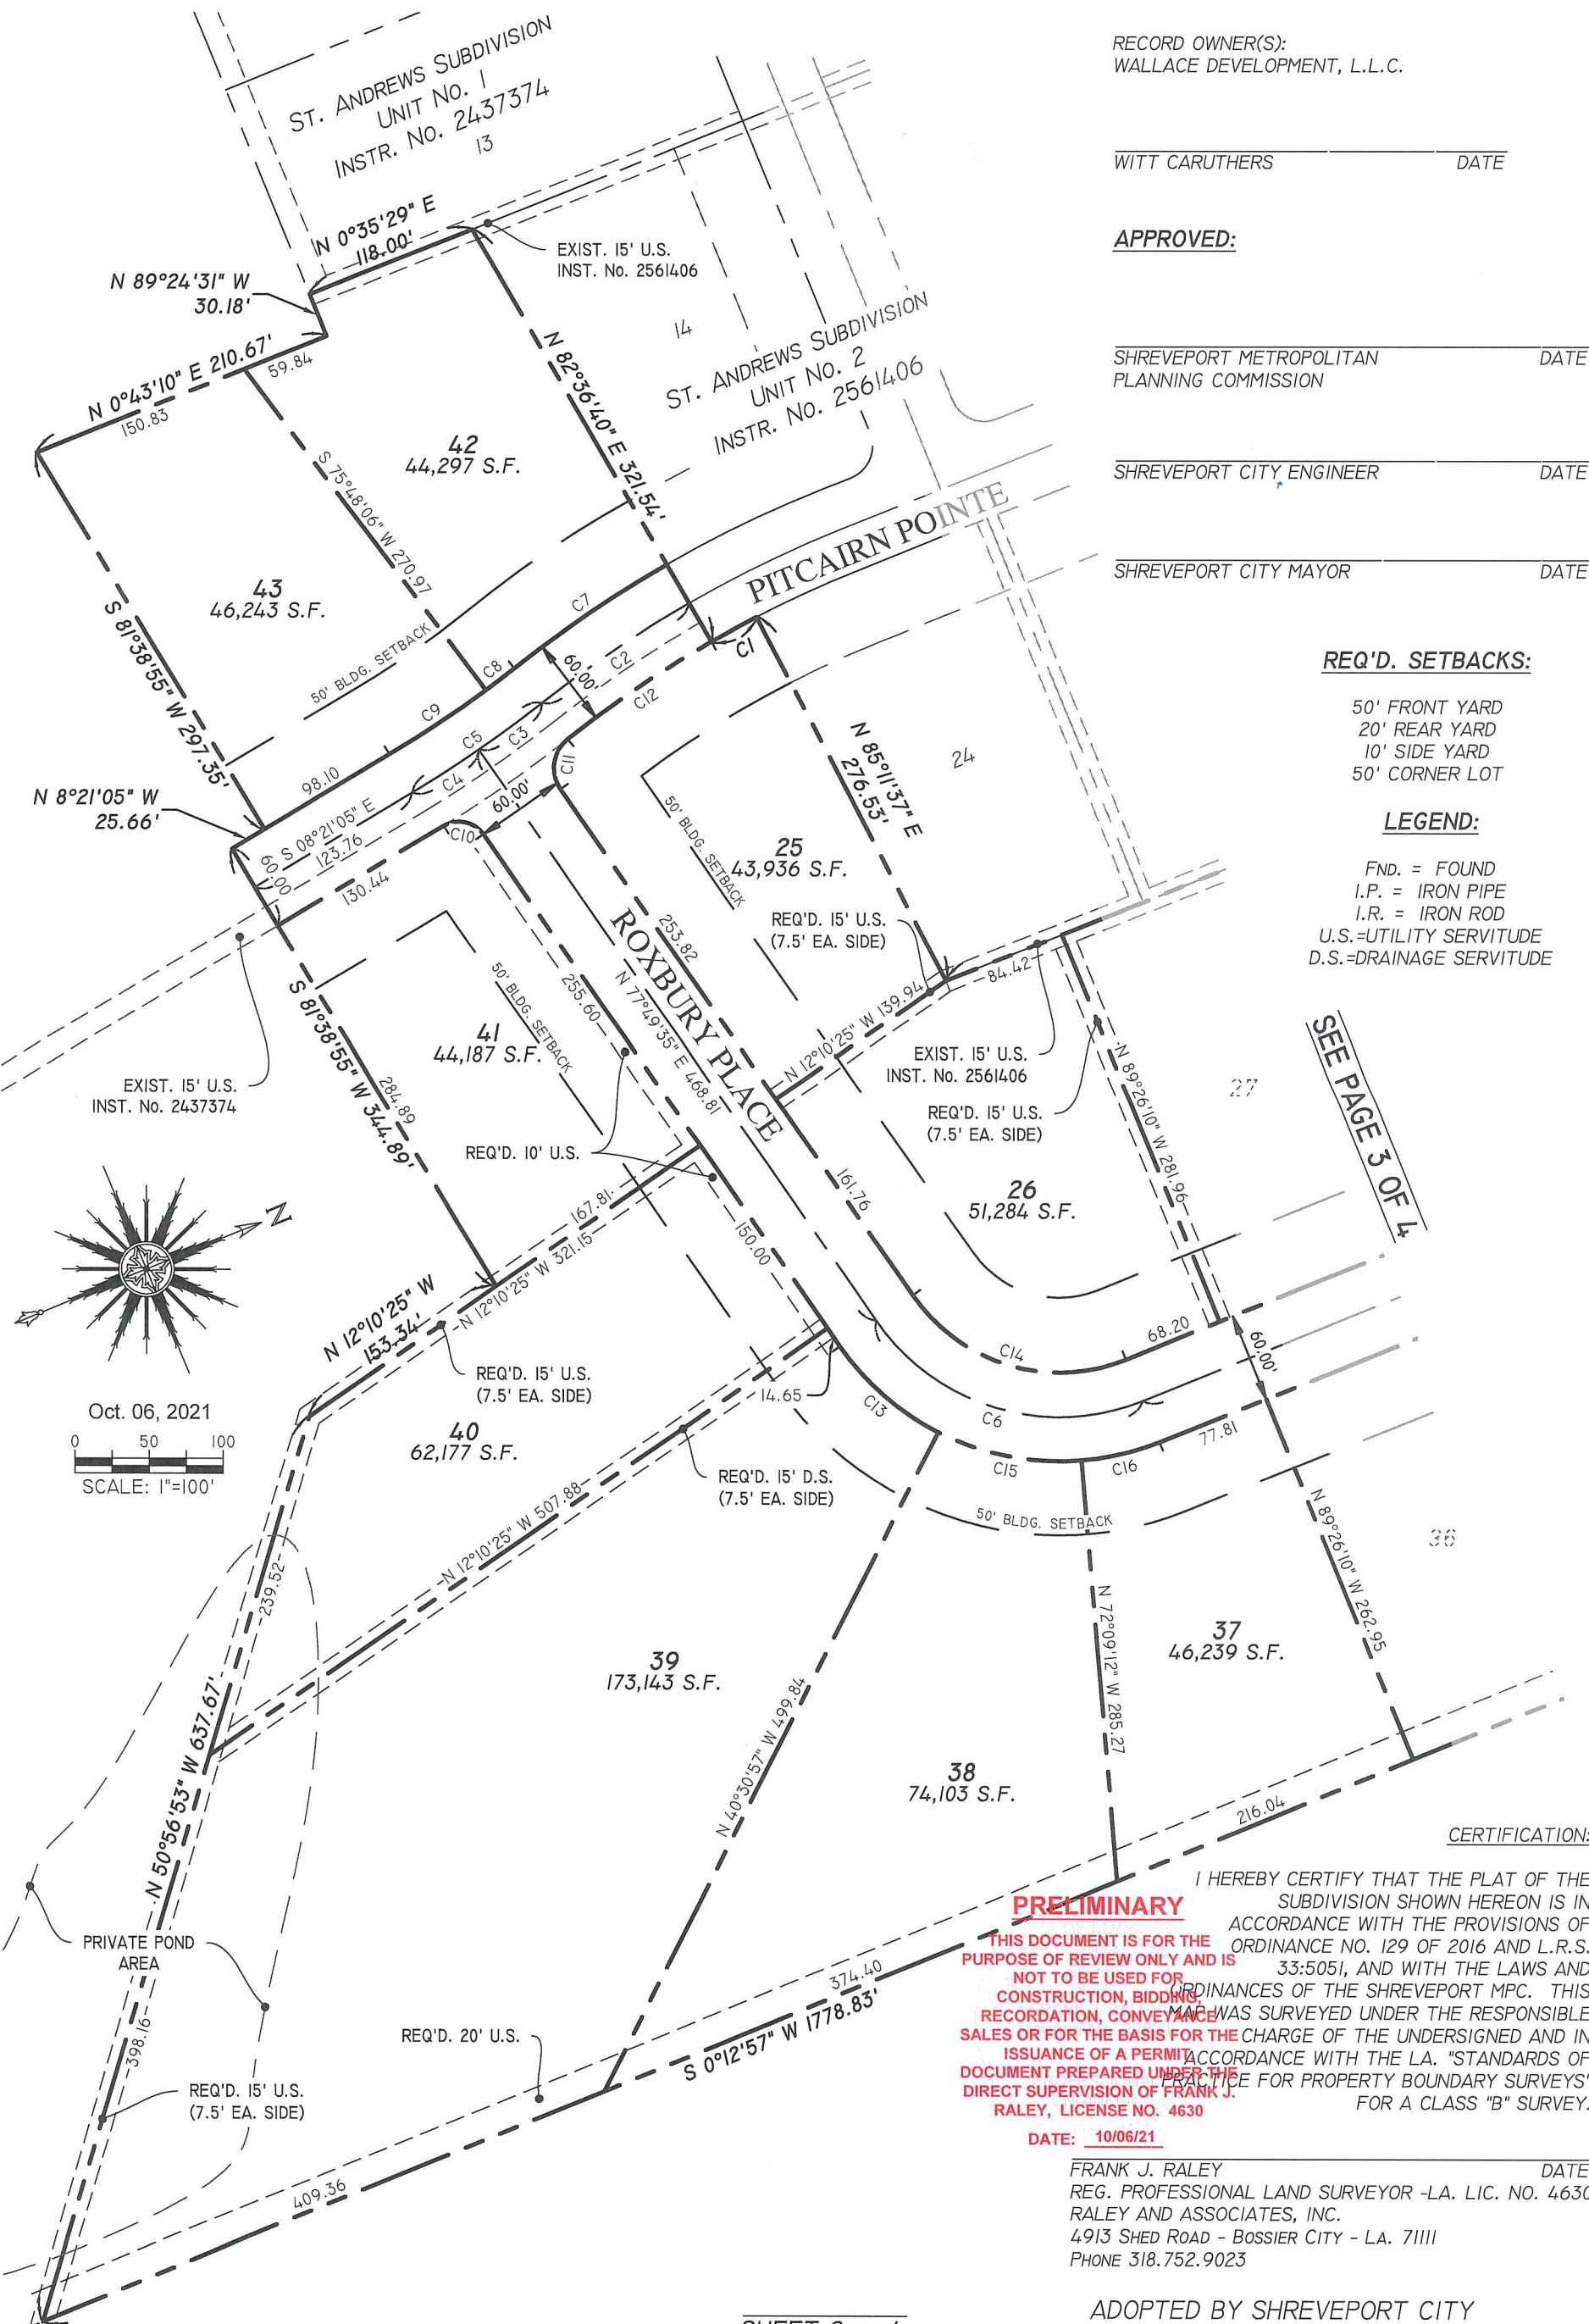 RECORD OWNER(S):
WALLACE DEVELOPMENT, L.L.C.
WITT CARUTHERS DATE
APPROVED:
SHREVEPORT METROPOLITAN DATE
PLANNING COMMISSION
SHREVEPORT CITY ENGINEER DATE
SHREVEPORT CITY MAYOR DATE
REQ'D. SETBACKS:
50' FRONT YARD
20' REAR YARD
10' SIDE YARD
50' CORNER LOT
LEGEND:
FND. = FOUND
I.P. = IRON PIPE
I.R. = IRON ROD
U.S.=UTILITY SERVITUDE
D.S.=DRAINAGE SERVITUDE
SEE PAGE 3 OF 4
ST. ANDREWS SUBDIVISION
UNIT No. 1
INSTR. No. 2437374
13
N 0°35'29" E
118.00'
EXIST. 15' U.S.
INST. No. 2561406
N 89°24'31" W
30.18'
N 0°43'10" E 210.67'
59.84
150.83
14
ST. ANDREWS SUBDIVISION
UNIT No. 2
INSTR. No. 2561406
N 82°36'40" E 321.54'
42
44,297 S.F.
S 75°48'06" W 270.97
43
46,243 S.F.
S 81°38'55" W 297.35'
50' BLDG. SETBACK
PITCAIRN POINTE
C7
C8
C9
C2
C1
C5
C3
C4
C12
C11
C10
60.00'
60.00'
98.10
N 8°21'05" W
25.66'
S 08°21'05" E
123.76
60.00
130.44
N 85°11'37" E
276.53'
24
50' BLDG. SETBACK
25
43,936 S.F.
REQ'D. 15' U.S.
(7.5' EA. SIDE)
84.42
N 12°10'25" W 139.94
ROXBURY PLACE
253.82
N 77°49'35" E 468.81
255.60
50' BLDG. SETBACK
41
44,187 S.F.
S 81°38'55" W 344.89'
284.89
EXIST. 15' U.S.
INST. No. 2437374
REQ'D. 10' U.S.
EXIST. 15' U.S.
INST. No. 2561406
REQ'D. 15' U.S.
(7.5' EA. SIDE)
N 89°26'10" W 281.96
27
26
51,284 S.F.
161.76
150.00
167.81
N 12°10'25" W 321.15
N 12°10'25" W
153.34'
N
Oct. 06, 2021
0 50 100
SCALE: 1"=100'
REQ'D. 15' U.S.
(7.5' EA. SIDE)
40
62,177 S.F.
14.65
C13
C14
C6
C15
C16
68.20
60.00'
77.81
REQ'D. 15' D.S.
(7.5' EA. SIDE)
N 12°10'25" W 507.88
50' BLDG. SETBACK
N 89°26'10" W 262.95
36
239.52
39
173,143 S.F.
N 72°09'12" W 285.27
37
46,239 S.F.
N 40°30'57" W 499.84
38
74,103 S.F.
N 50°56'53" W 637.67'
216.04
PRIVATE POND
AREA
398.16
REQ'D. 15' U.S.
(7.5' EA. SIDE)
REQ'D. 20' U.S.
374.40
S 0°12'57" W 1778.83'
409.36
PRELIMINARY
THIS DOCUMENT IS FOR THE
PURPOSE OF REVIEW ONLY AND IS
NOT TO BE USED FOR
CONSTRUCTION, BIDDING,
RECORDATION, CONVEYANCE
SALES OR FOR THE BASIS FOR THE
ISSUANCE OF A PERMIT
DOCUMENT PREPARED UNDER THE
DIRECT SUPERVISION OF FRANK J.
RALEY, LICENSE NO. 4630
DATE: 10/06/21
CERTIFICATION:
I HEREBY CERTIFY THAT THE PLAT OF THE
SUBDIVISION SHOWN HEREON IS IN
ACCORDANCE WITH THE PROVISIONS OF
ORDINANCE NO. 129 OF 2016 AND L.R.S.
33:5051, AND WITH THE LAWS AND
ORDINANCES OF THE SHREVEPORT MPC. THIS
MAP WAS SURVEYED UNDER THE RESPONSIBLE
CHARGE OF THE UNDERSIGNED AND IN
ACCORDANCE WITH THE LA. "STANDARDS OF
PRACTICE FOR PROPERTY BOUNDARY SURVEYS"
FOR A CLASS "B" SURVEY.
FRANK J. RALEY DATE
REG. PROFESSIONAL LAND SURVEYOR -LA. LIC. NO. 4630
RALEY AND ASSOCIATES, INC.
4913 SHED ROAD - BOSSIER CITY - LA. 71111
PHONE 318.752.9023
ADOPTED BY SHREVEPORT CITY